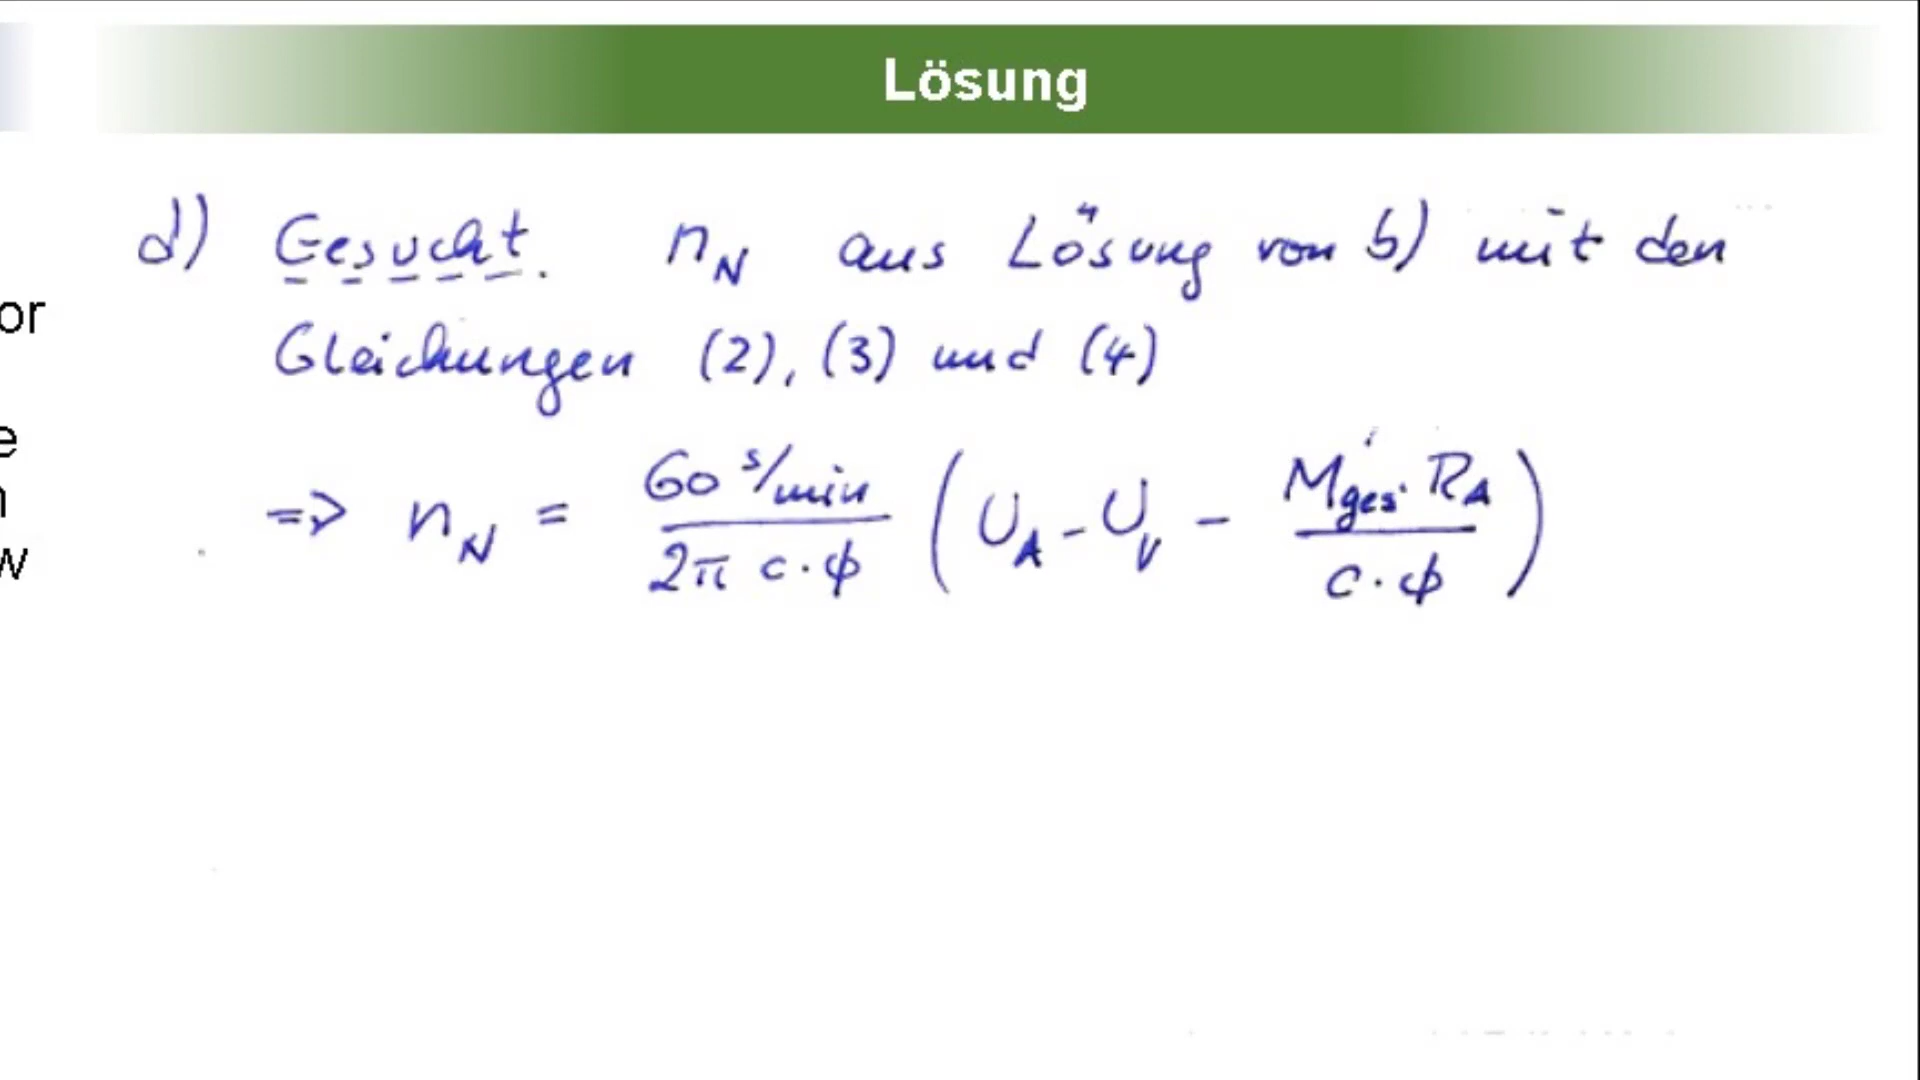 Lösung
d) Gesucht: n_N aus Lösung von b) mit den
or
Gleichungen (2), (3) und (4)
e
=> n_N = 60 s/min / (2π c·ϕ) (U_A - U_V - M_ges · R_A / (c·ϕ))
w